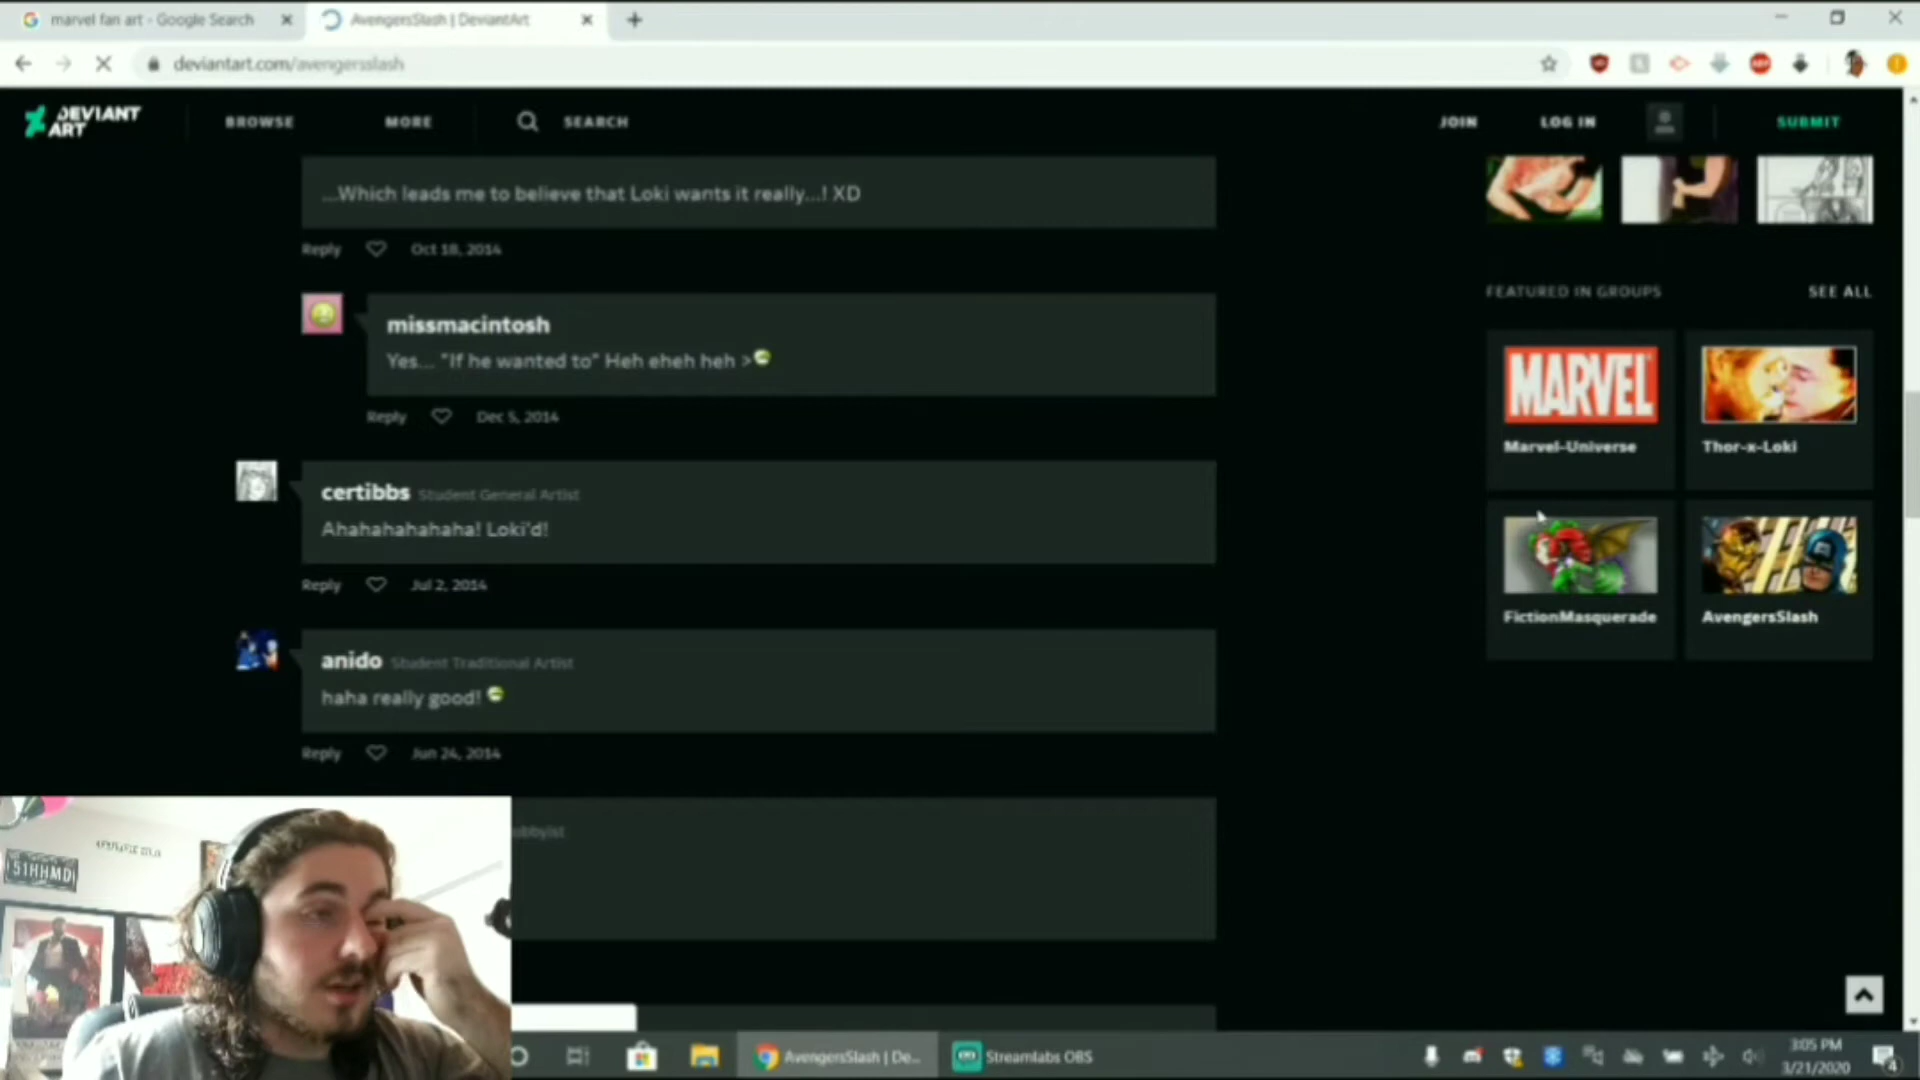 marvel fan art - Google Search
AvengersSlash | DeviantArt
deviantart.com/avengersslash
DEVIANT ART
BROWSE
MORE
SEARCH
JOIN
LOG IN
SUBMIT
...Which leads me to believe that Loki wants it really...! XD
Reply Oct 18, 2014
missmacintosh
Yes... "If he wanted to" Heh eheh heh >
Reply Dec 5, 2014
certibbs Student General Artist
Ahahahahahaha! Loki'd!
Reply Jul 2, 2014
anido Student Traditional Artist
haha really good!
Reply Jun 24, 2014
FEATURED IN GROUPS
SEE ALL
MARVEL
Marvel-Universe
Thor-x-Loki
FictionMasquerade
AvengersSlash
51HHMD
AvengersSlash | De...
Streamlabs OBS
3:05 PM
3/21/2020
4